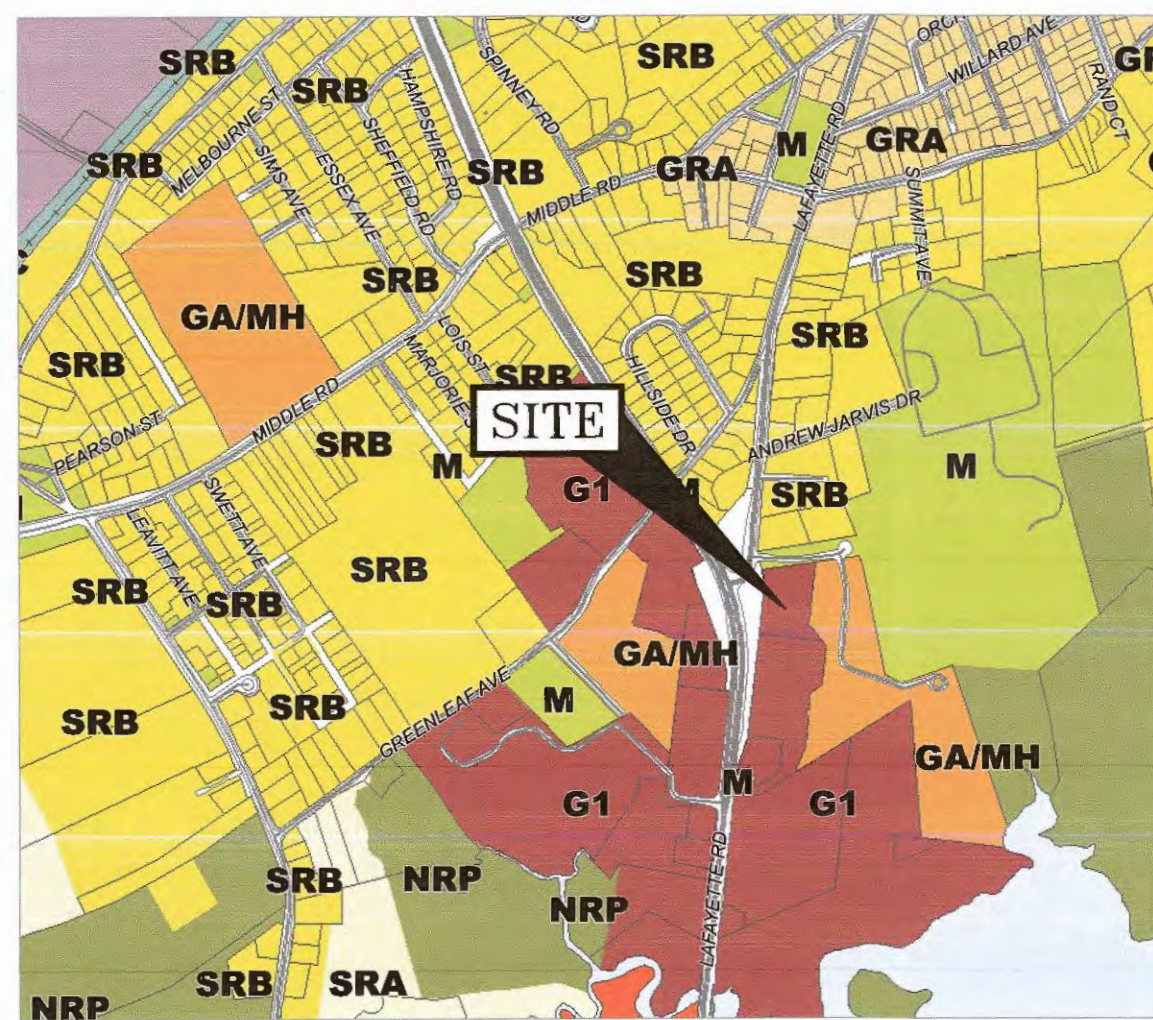 SRB
SRB
SRB
SRB
GRA
GRA
M
SRB
MELBOURNE ST
SIMS AVE
ESSEX AVE
SHEFFIELD RD
HAMPSHIRE RD
SPINNEY RD
MIDDLE RD
LAFAYETTE RD
WILLARD AVE
RAND CT
SUMMIT AVE
GA/MH
SRB
SRB
SRB
SRB
LOIS ST
SRB
HILLSIDE DR
ANDREW JARVIS DR
SITE
PEARSON ST
MIDDLE RD
SRB
M
G1
M
SRB
M
LEAVITT AVE
SWETT AVE
SRB
SRB
SRB
SRB
SRB
GREENLEAF AVE
GA/MH
M
G1
M
G1
GA/MH
LAFAYETTE RD
SRB
NRP
NRP
SRB
SRA
NRP